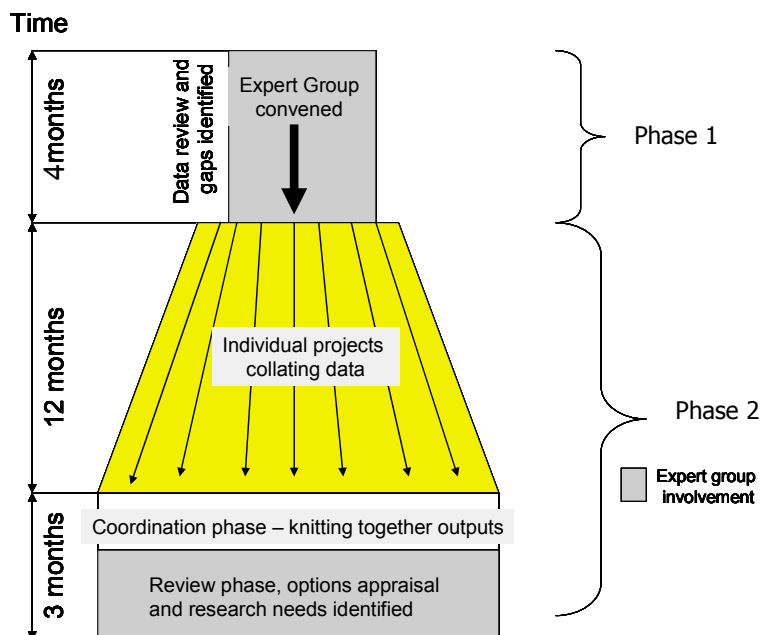 Time
4months
Data review and
gaps identified
Expert Group
convened
Phase 1
12 months
Individual projects
collating data
Phase 2
Expert group
involvement
3 months
Coordination phase – knitting together outputs
Review phase, options appraisal
and research needs identified